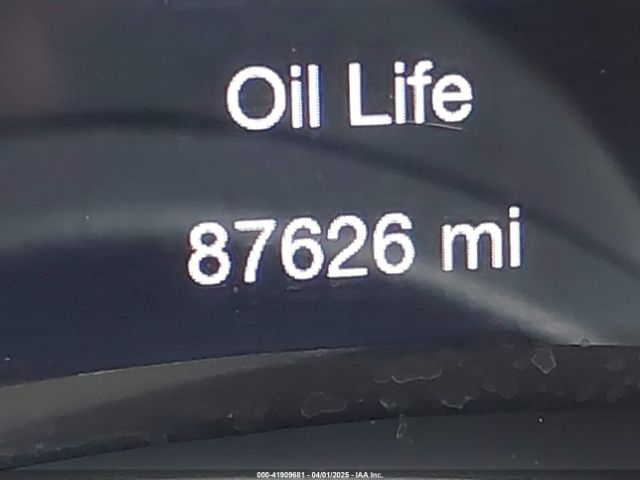 Oil Life
87626 mi
000-41909681 - 04/01/2025 - IAA Inc.